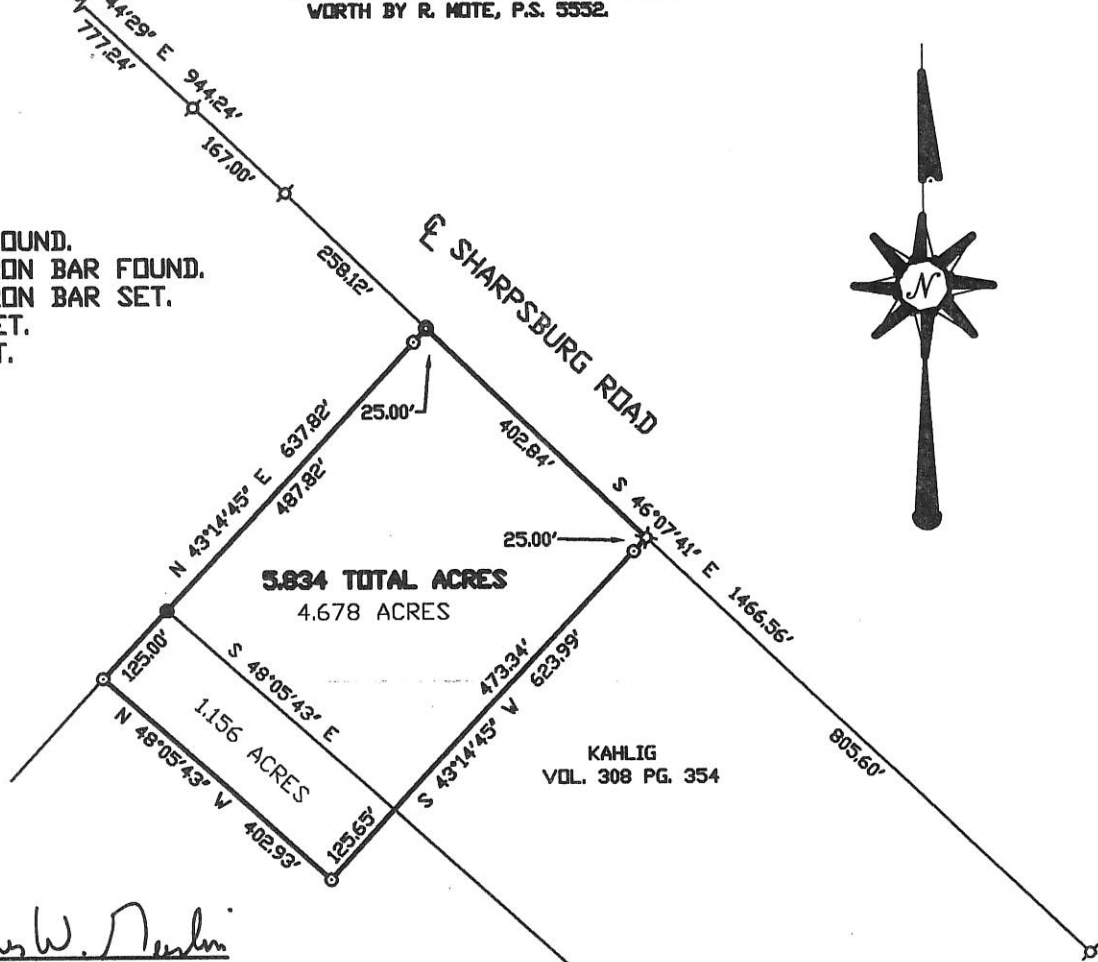 WORTH BY R. MOTE, P.S. 5552.
44'29" E 944.24'
777.24'
167.00'
OUND.
ON BAR FOUND.
RON BAR SET.
ET.
T.
258.12'
℄ SHARPSBURG ROAD
N
25.00'
402.84'
N 43°14'45" E 637.82'
487.82'
S 46°07'41" E 1466.56'
25.00'
5.834 TOTAL ACRES
4.678 ACRES
125.00'
S 48°05'43" E
473.34'
S 43°14'45" W 623.99'
1.156 ACRES
N 48°05'43" W 402.93'
125.65'
KAHLIG
VOL. 308 PG. 354
805.60'
W.